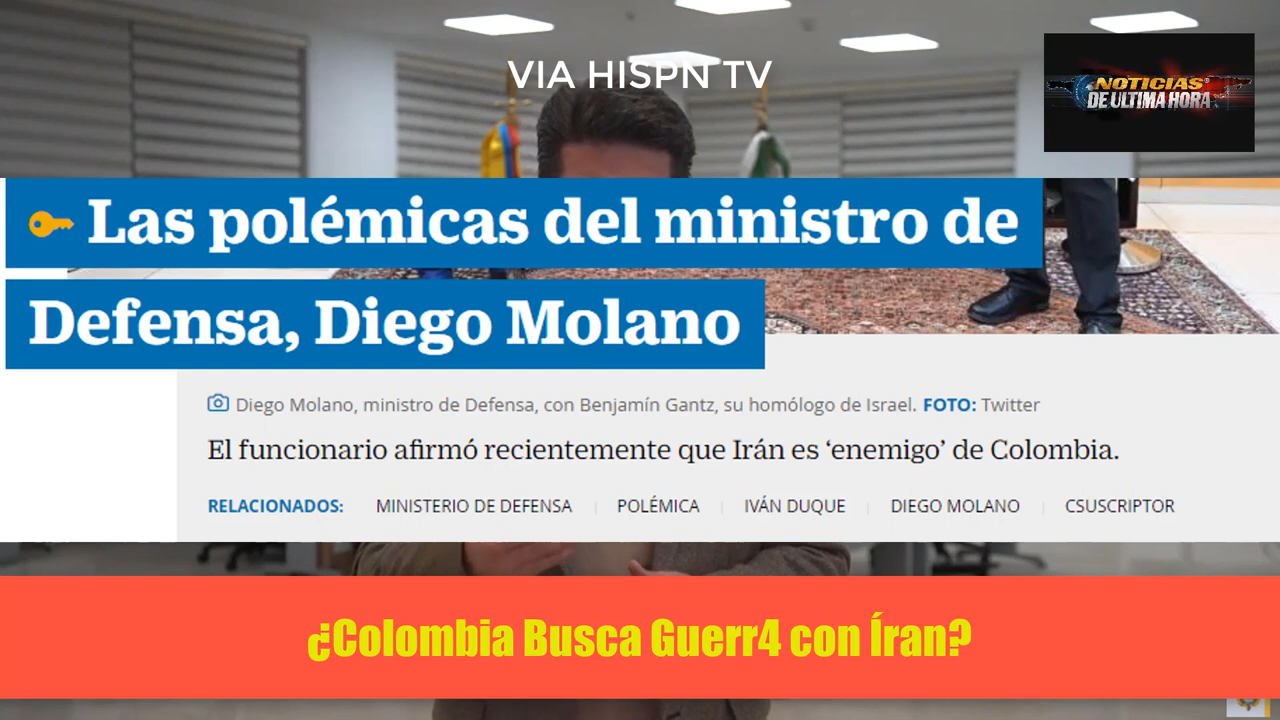 VIA HISPN TV
NOTICIAS
DE ULTIMA HORA
Las polémicas del ministro de
Defensa, Diego Molano
Diego Molano, ministro de Defensa, con Benjamín Gantz, su homólogo de Israel. FOTO: Twitter
El funcionario afirmó recientemente que Irán es ‘enemigo’ de Colombia.
RELACIONADOS: MINISTERIO DE DEFENSA POLÉMICA IVÁN DUQUE DIEGO MOLANO CSUSCRIPTOR
¿Colombia Busca Guerr4 con Íran?